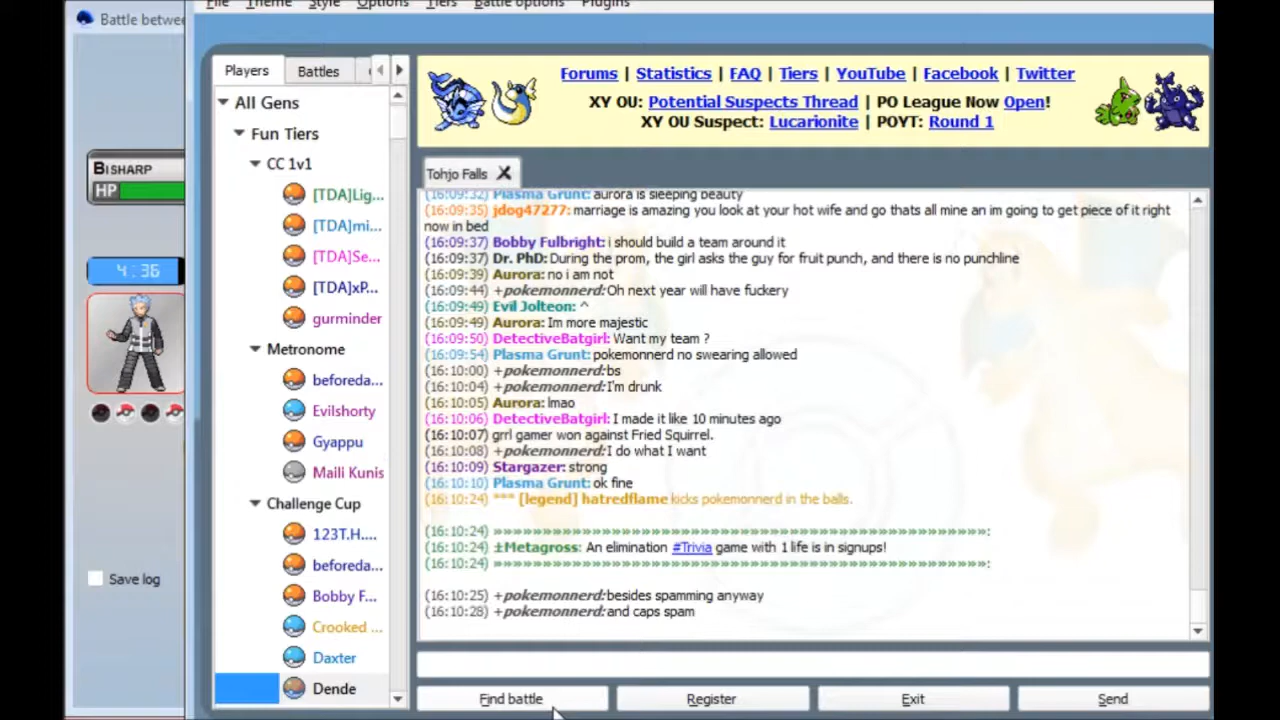 Battle betwee
File Theme Style Options Tiers Battle options Plugins
BISHARP
HP
4:36
Save log
Players
Battles
All Gens
Fun Tiers
CC 1v1
[TDA]Lig...
[TDA]mi...
[TDA]Se...
[TDA]xP...
gurminder
Metronome
beforeda...
Evilshorty
Gyappu
Maili Kunis
Challenge Cup
123T.H....
beforeda...
Bobby F...
Crooked ...
Daxter
Dende
Forums | Statistics | FAQ | Tiers | YouTube | Facebook | Twitter
XY OU: Potential Suspects Thread | PO League Now Open!
XY OU Suspect: Lucarionite | POYT: Round 1
Tohjo Falls
(16:09:32) Plasma Grunt: aurora is sleeping beauty
(16:09:35) jdog47277: marriage is amazing you look at your hot wife and go thats all mine an im going to get piece of it right
now in bed
(16:09:37) Bobby Fulbright: i should build a team around it
(16:09:37) Dr. PhD: During the prom, the girl asks the guy for fruit punch, and there is no punchline
(16:09:39) Aurora: no i am not
(16:09:44) +pokemonnerd: Oh next year will have fuckery
(16:09:49) Evil Jolteon: ^
(16:09:49) Aurora: Im more majestic
(16:09:50) DetectiveBatgirl: Want my team ?
(16:09:54) Plasma Grunt: pokemonnerd no swearing allowed
(16:10:00) +pokemonnerd: bs
(16:10:04) +pokemonnerd: I'm drunk
(16:10:05) Aurora: lmao
(16:10:06) DetectiveBatgirl: I made it like 10 minutes ago
(16:10:07) grrl gamer won against Fried Squirrel.
(16:10:08) +pokemonnerd: I do what I want
(16:10:09) Stargazer: strong
(16:10:10) Plasma Grunt: ok fine
(16:10:24) *** [legend] hatredflame kicks pokemonnerd in the balls.
(16:10:24) »»»»»»»»»»»»»»»»»»»»»»»»»»»»»»»»»»»»»»»»»»»»»»»»:
(16:10:24) ±Metagross: An elimination #Trivia game with 1 life is in signups!
(16:10:24) »»»»»»»»»»»»»»»»»»»»»»»»»»»»»»»»»»»»»»»»»»»»»»»»:
(16:10:25) +pokemonnerd: besides spamming anyway
(16:10:28) +pokemonnerd: and caps spam
Find battle
Register
Exit
Send